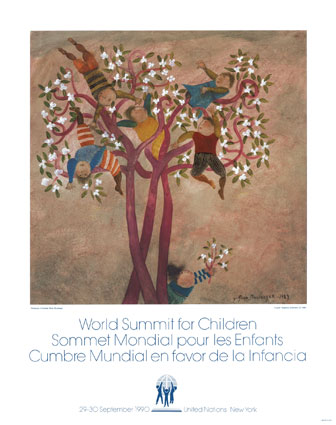 World Summit for Children
Sommet Mondial pour les Enfants
Cumbre Mundial en favor de la Infancia
29-30 September 1990 United Nations New York